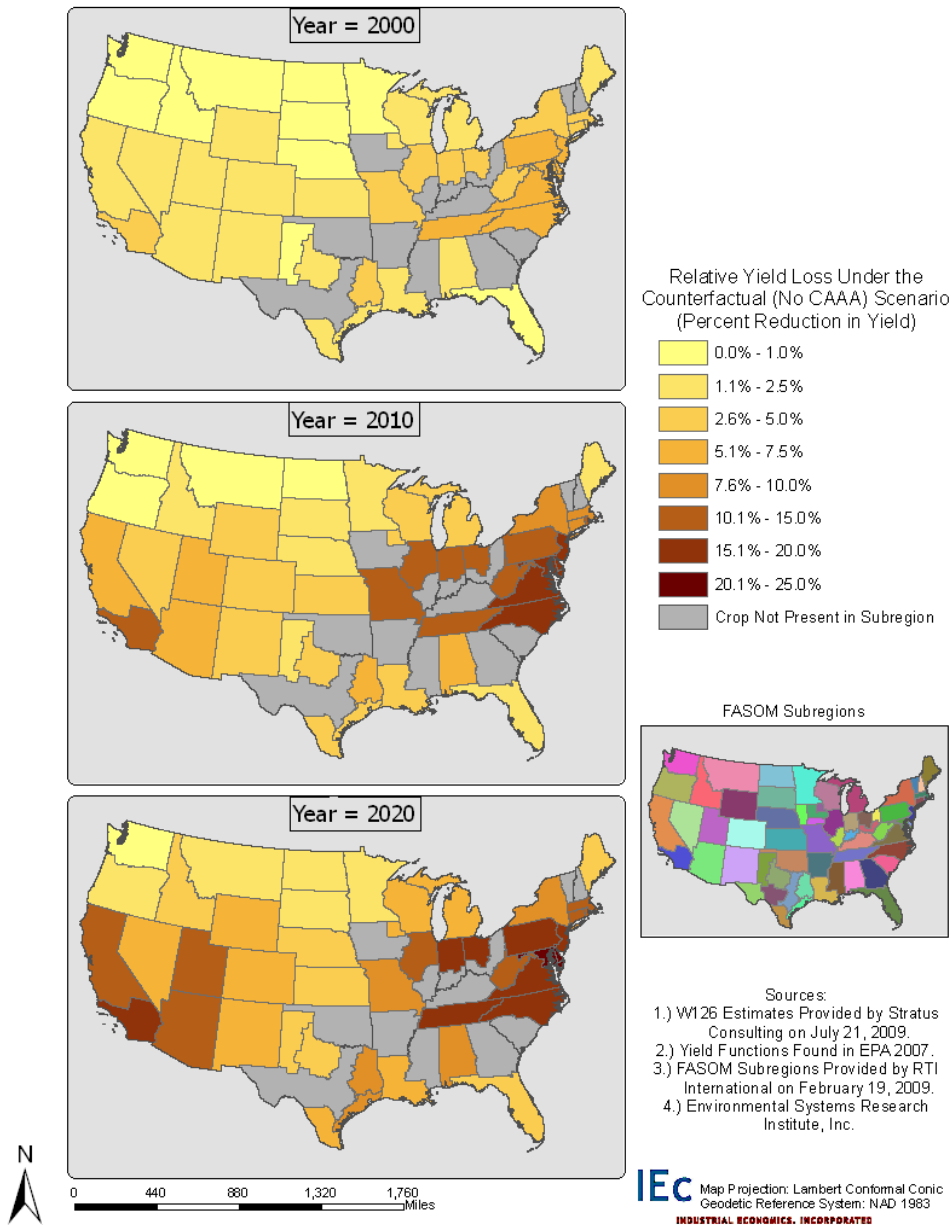 Year = 2000
Year = 2010
Year = 2020
Relative Yield Loss Under the
Counterfactual (No CAAA) Scenario
(Percent Reduction in Yield)
0.0% - 1.0%
1.1% - 2.5%
2.6% - 5.0%
5.1% - 7.5%
7.6% - 10.0%
10.1% - 15.0%
15.1% - 20.0%
20.1% - 25.0%
Crop Not Present in Subregion
FASOM Subregions
Sources:
1.) W126 Estimates Provided by Stratus
Consulting on July 21, 2009.
2.) Yield Functions Found in EPA 2007.
3.) FASOM Subregions Provided by RTI
International on February 19, 2009.
4.) Environmental Systems Research
Institute, Inc.
N
0 440 880 1,320 1,760
Miles
IEc
Map Projection: Lambert Conformal Conic
Geodetic Reference System: NAD 1983
INDUSTRIAL ECONOMICS, INCORPORATED